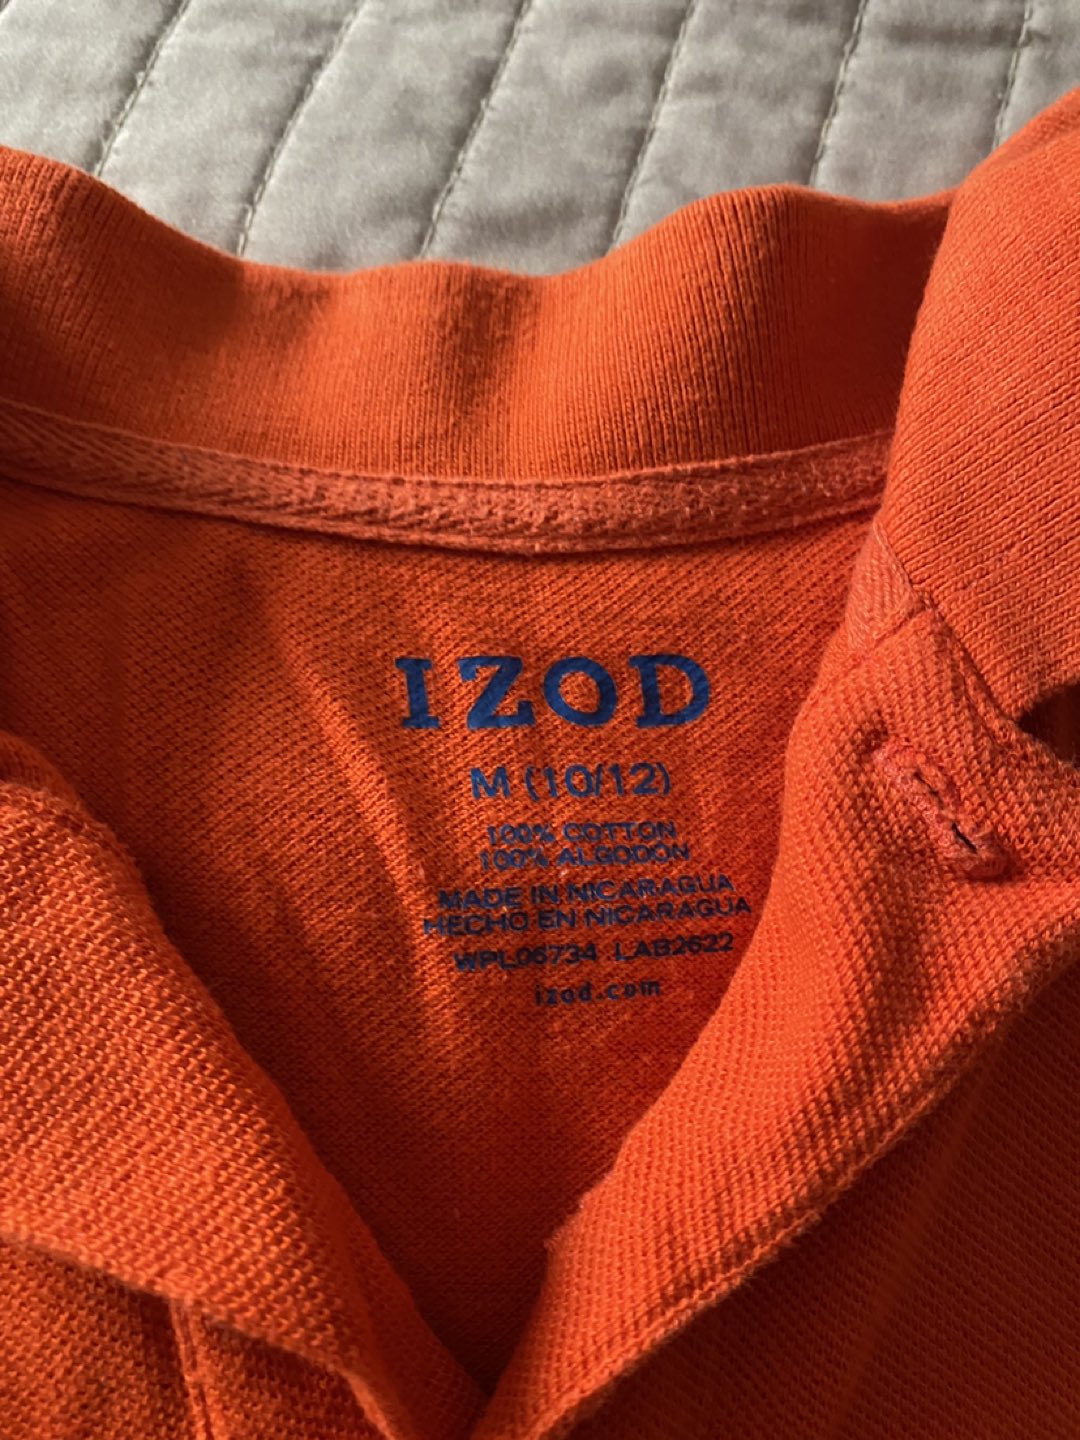 IZOD
M (10/12)
100% COTTON
100% ALGODON
MADE IN NICARAGUA
HECHO EN NICARAGUA
WPL06734 LAB2622
izod.com